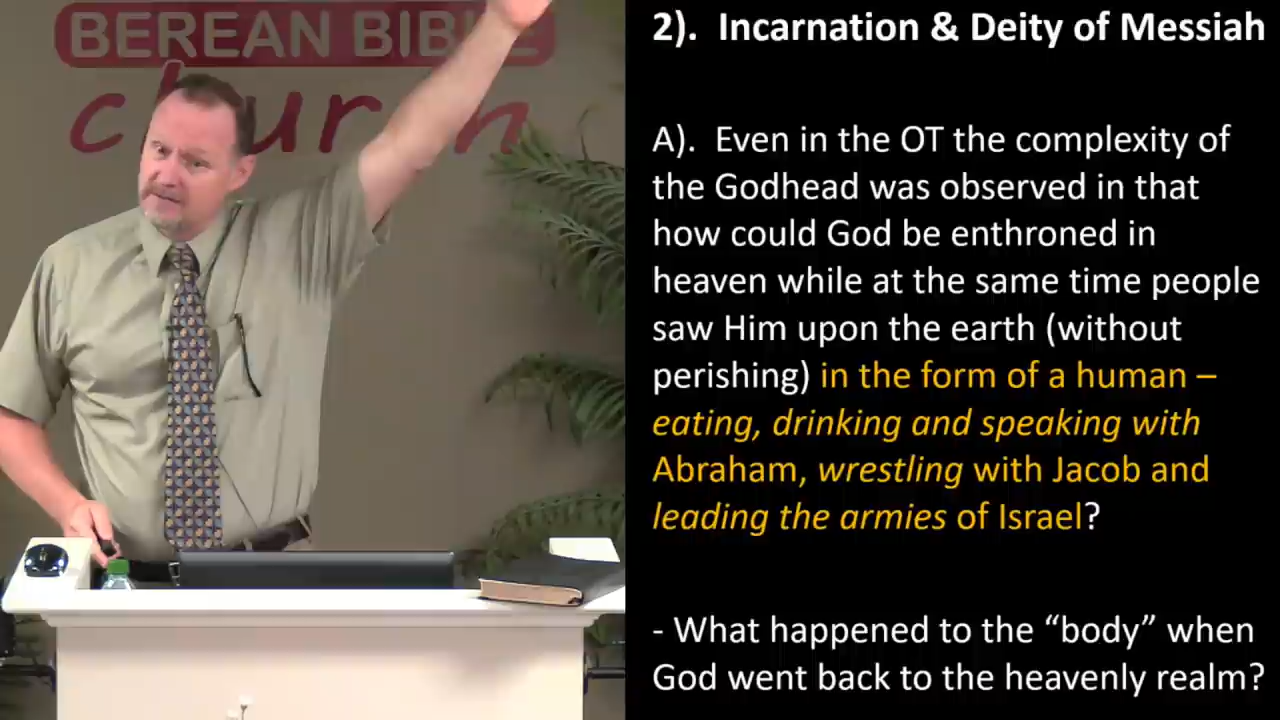 BEREAN BIBLE
church
2). Incarnation & Deity of Messiah
A). Even in the OT the complexity of
the Godhead was observed in that
how could God be enthroned in
heaven while at the same time people
saw Him upon the earth (without
perishing) in the form of a human –
eating, drinking and speaking with
Abraham, wrestling with Jacob and
leading the armies of Israel?
- What happened to the “body” when
God went back to the heavenly realm?